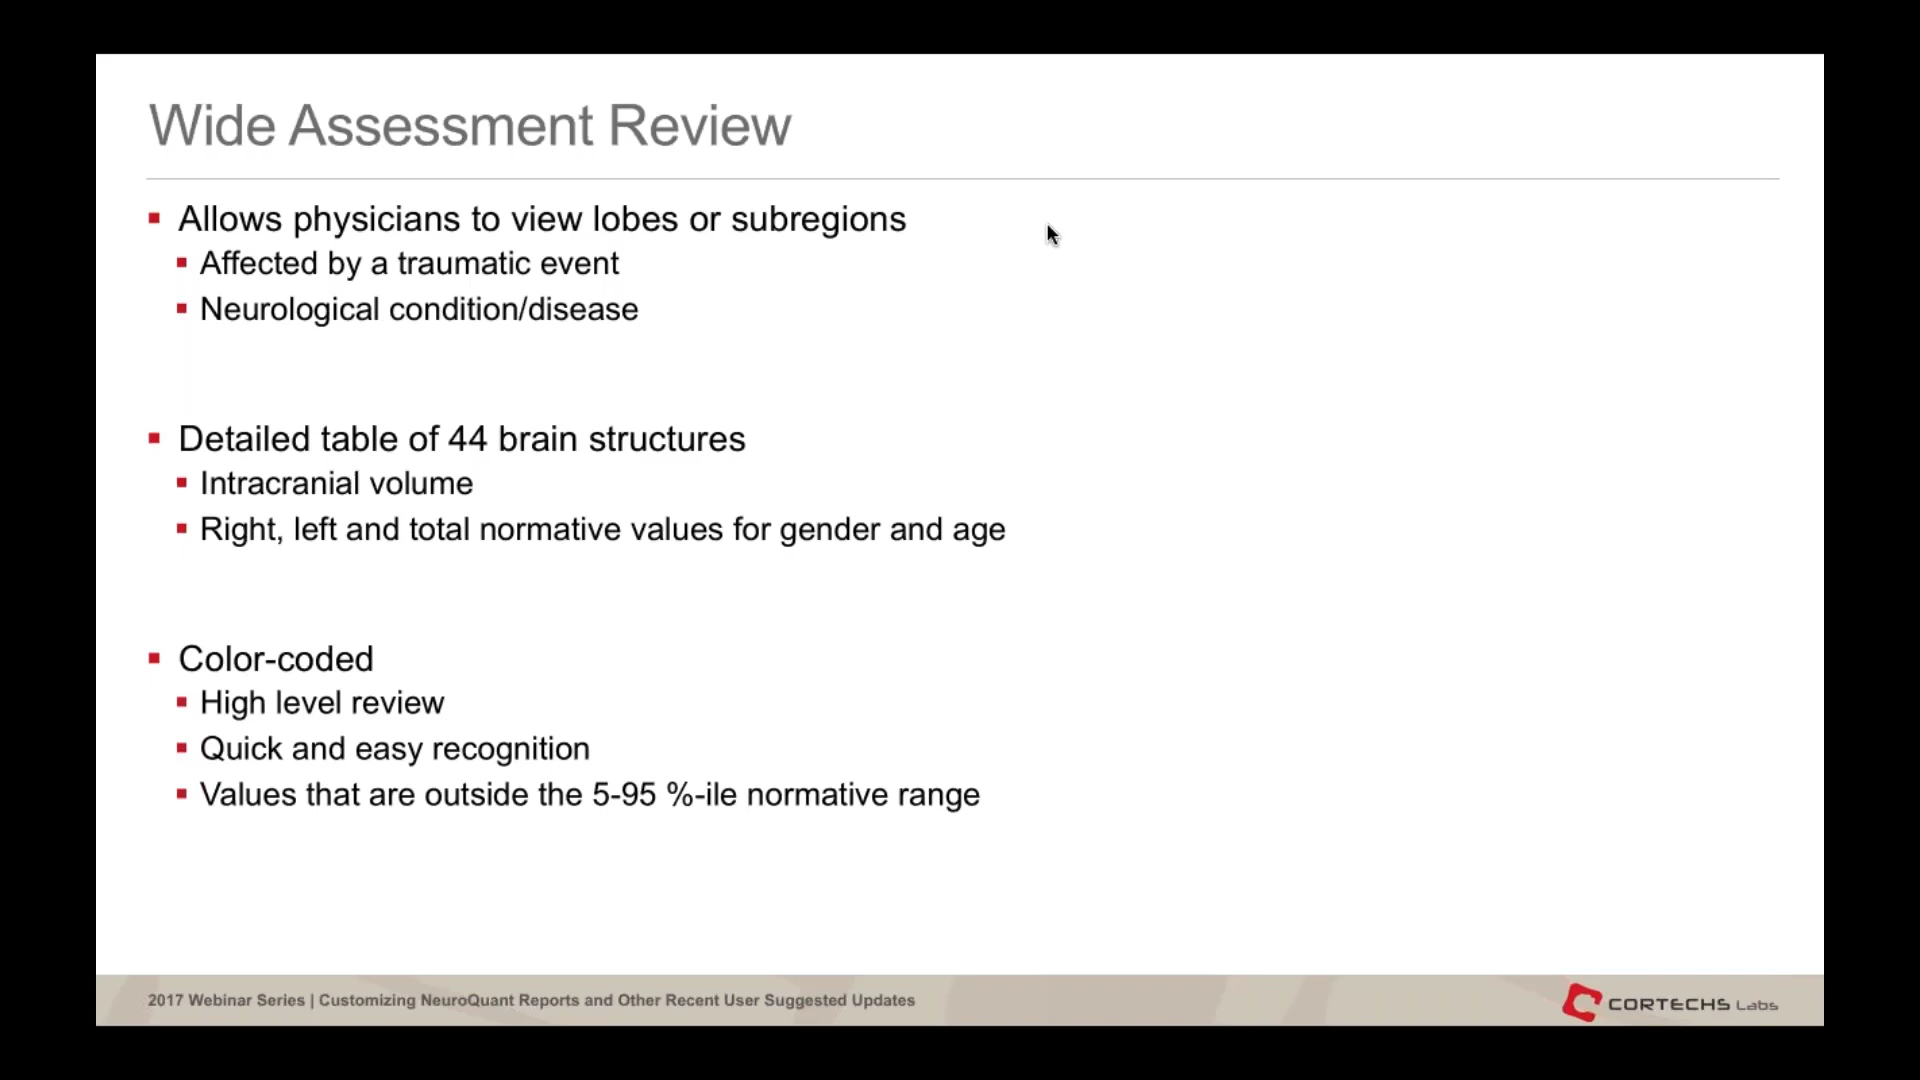 Wide Assessment Review
Allows physicians to view lobes or subregions
Affected by a traumatic event
Neurological condition/disease
Detailed table of 44 brain structures
Intracranial volume
Right, left and total normative values for gender and age
Color-coded
High level review
Quick and easy recognition
Values that are outside the 5-95 %-ile normative range
2017 Webinar Series | Customizing NeuroQuant Reports and Other Recent User Suggested Updates
CORTECHS Labs